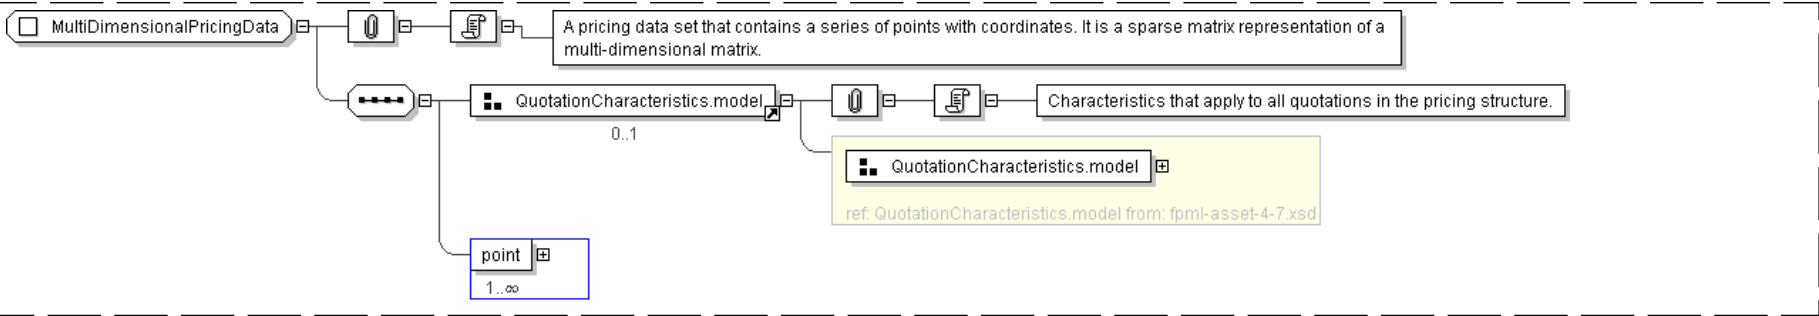 MultiDimensionalPricingData
A pricing data set that contains a series of points with coordinates. It is a sparse matrix representation of a
multi-dimensional matrix.
QuotationCharacteristics.model
0..1
Characteristics that apply to all quotations in the pricing structure.
QuotationCharacteristics.model
ref: QuotationCharacteristics.model from: fpml-asset-4-7.xsd
point
1..∞